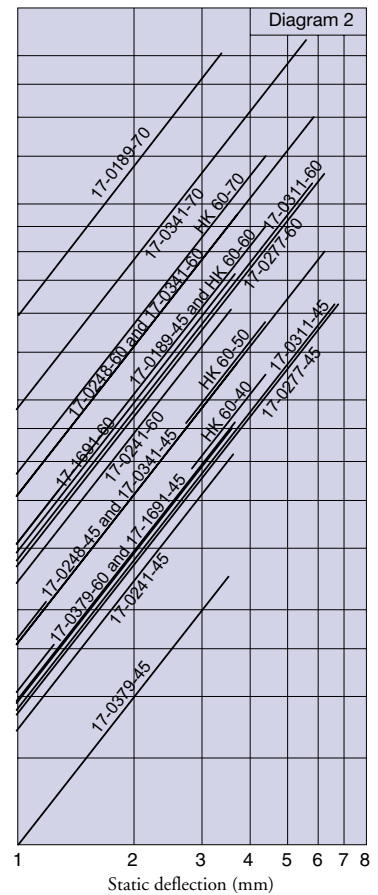 Diagram 2
17-0189-70
17-0341-70
HK 60-70
17-0248-60 and 17-0341-60
17-0311-60
17-0277-60
17-0189-45 and HK 60-60
17-1691-60
17-0241-60
HK 60-50
17-0248-45 and 17-0341-45
17-0311-45
17-0277-45
HK 60-40
17-0379-60 and 17-1691-45
17-0241-45
17-0379-45
1 2 3 4 5 6 7 8
Static deflection (mm)